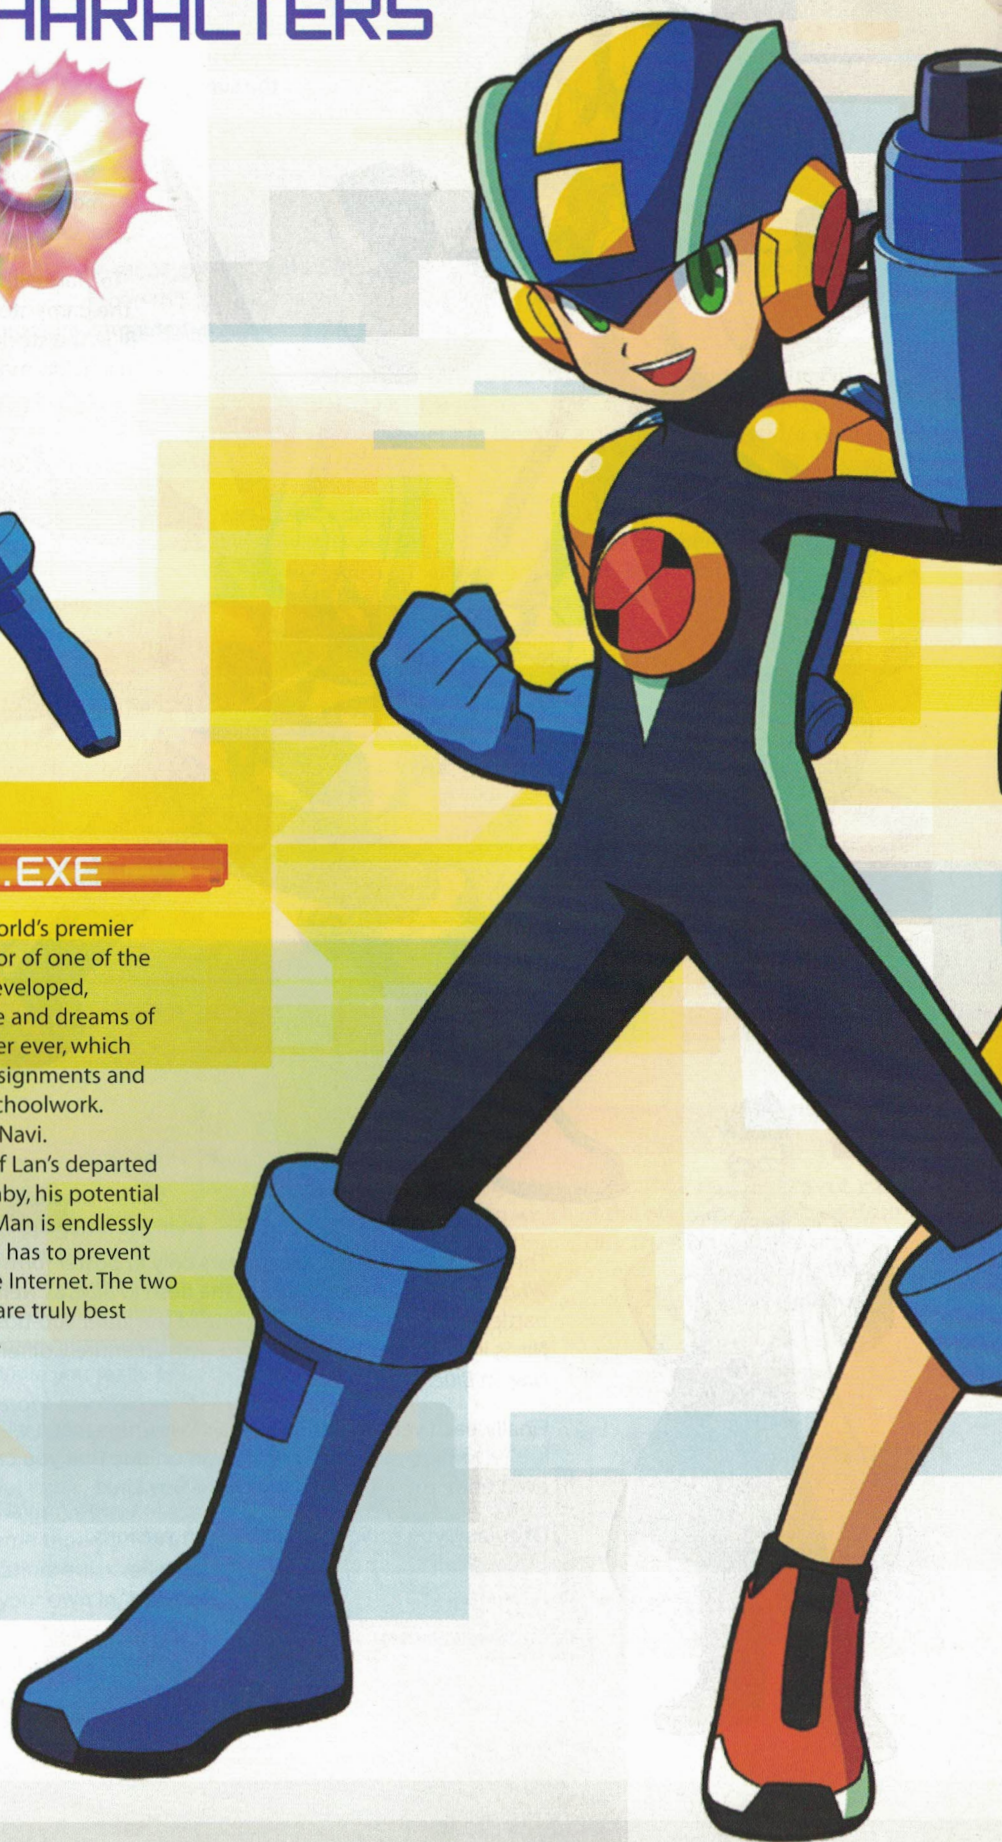 HARACTERS
.EXE
orld's premier
or of one of the
eveloped,
e and dreams of
er ever, which
signments and
choolwork.
Navi.
f Lan's departed
aby, his potential
Man is endlessly
has to prevent
e Internet. The two
are truly best